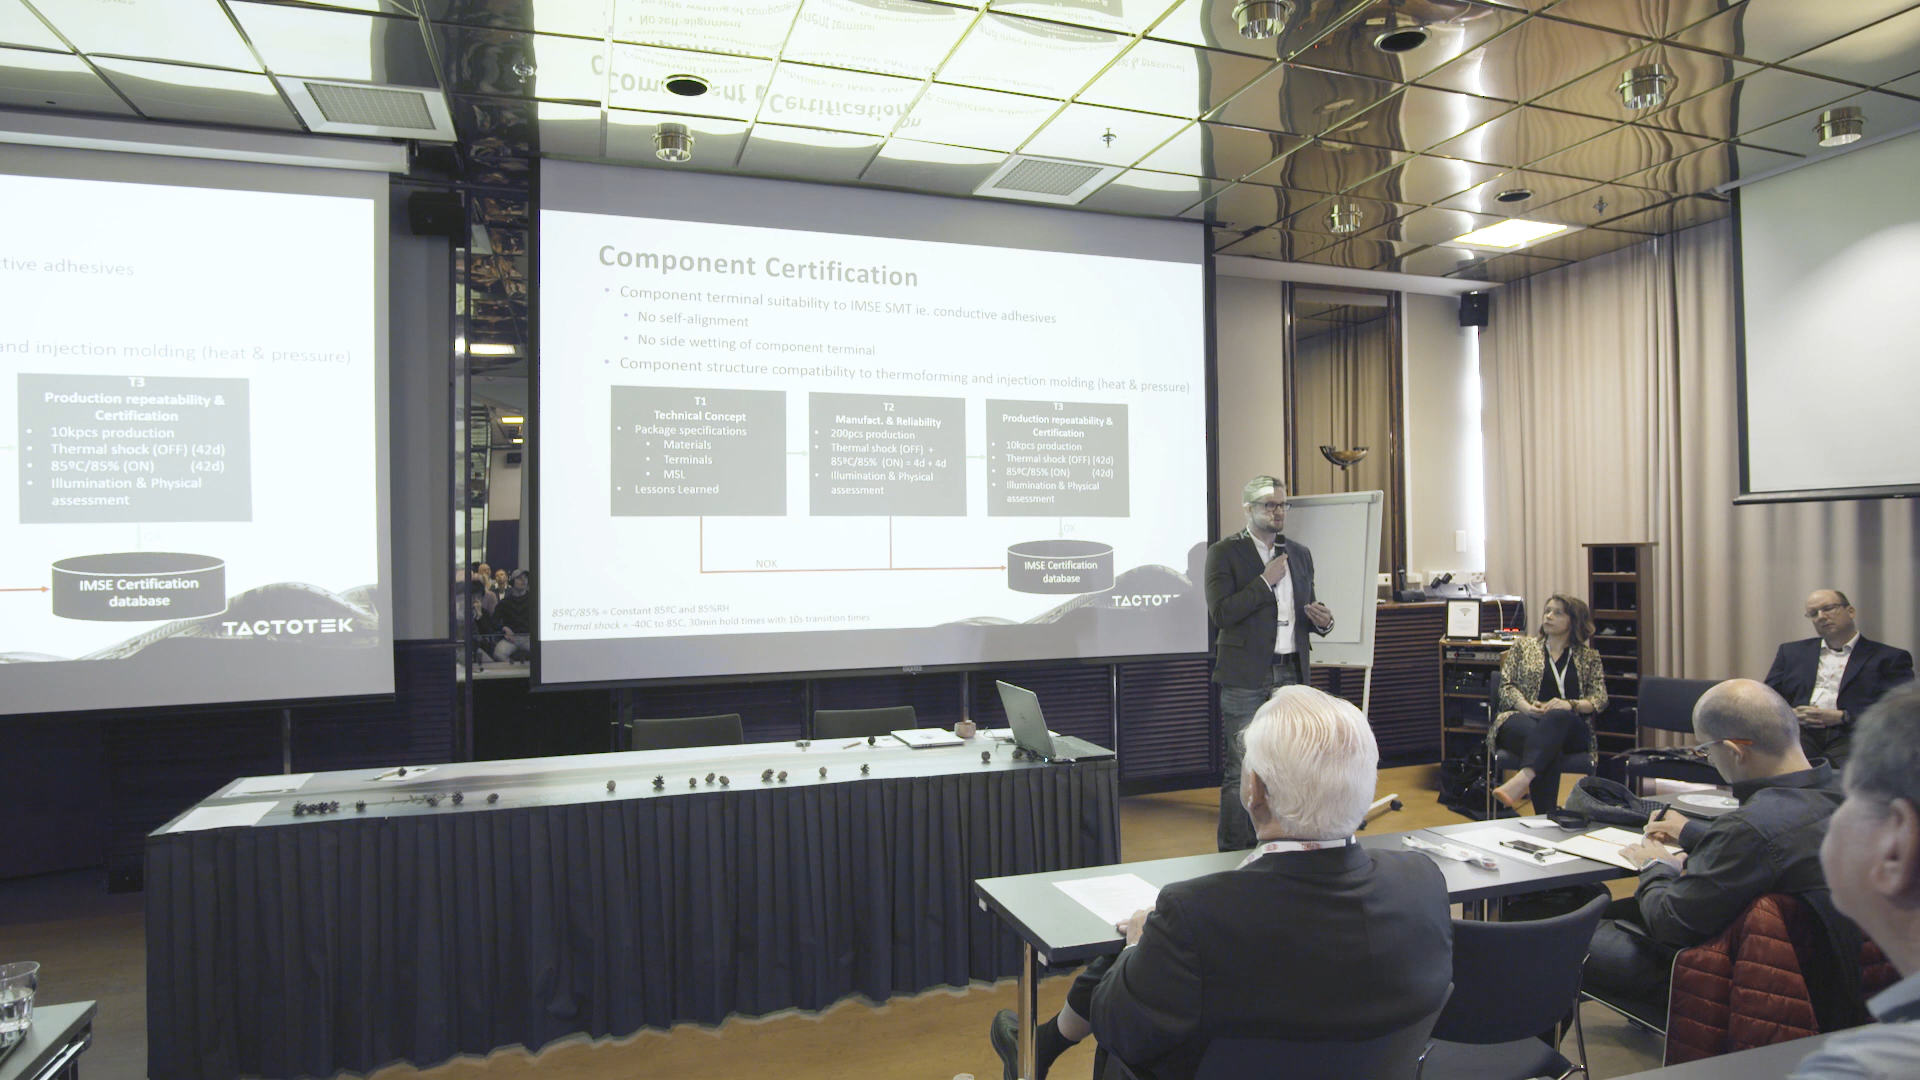 tive adhesives
and injection molding (heat & pressure)
T3
Production repeatability &
Certification
• 10kpcs production
• Thermal shock (OFF) (42d)
• 85ºC/85% (ON) (42d)
• Illumination & Physical
assessment
OK
IMSE Certification
database
TACTOTEK
Component Certification
• Component terminal suitability to IMSE SMT ie. conductive adhesives
• No self-alignment
• No side wetting of component terminal
• Component structure compatibility to thermoforming and injection molding (heat & pressure)
T1
Technical Concept
• Package specifications
• Materials
• Terminals
• MSL
• Lessons Learned
T2
Manufact. & Reliability
• 200pcs production
• Thermal shock (OFF) +
85ºC/85% (ON) = 4d + 4d
• Illumination & Physical
assessment
T3
Production repeatability &
Certification
• 10kpcs production
• Thermal shock (OFF) (42d)
• 85ºC/85% (ON) (42d)
• Illumination & Physical
assessment
NOK
OK
IMSE Certification
database
85ºC/85% = Constant 85ºC and 85%RH
Thermal shock = -40C to 85C, 30min hold times with 10s transition times
TACTOT